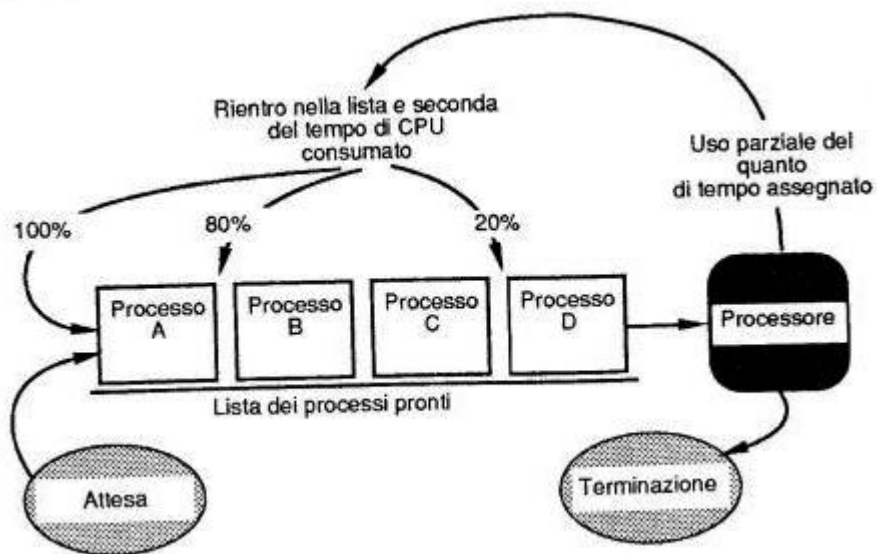 Rientro nella lista e seconda
del tempo di CPU
consumato
Uso parziale del
quanto
di tempo assegnato
100%
80%
20%
Processo
A
Processo
B
Processo
C
Processo
D
Processore
Lista dei processi pronti
Attesa
Terminazione